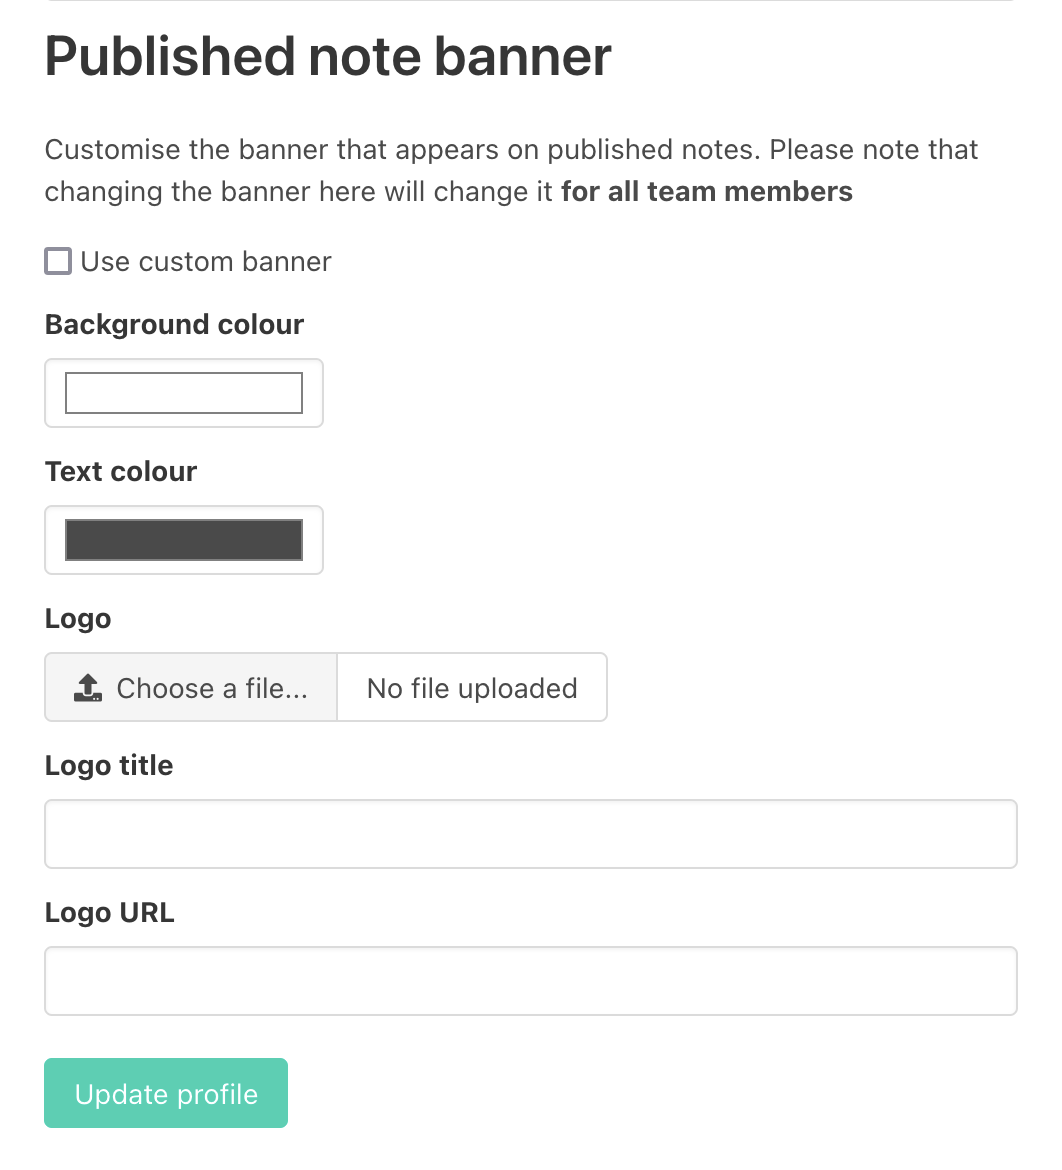 Published note banner
Customise the banner that appears on published notes. Please note that
changing the banner here will change it for all team members
Use custom banner
Background colour
Text colour
Logo
Choose a file...
No file uploaded
Logo title
Logo URL
Update profile